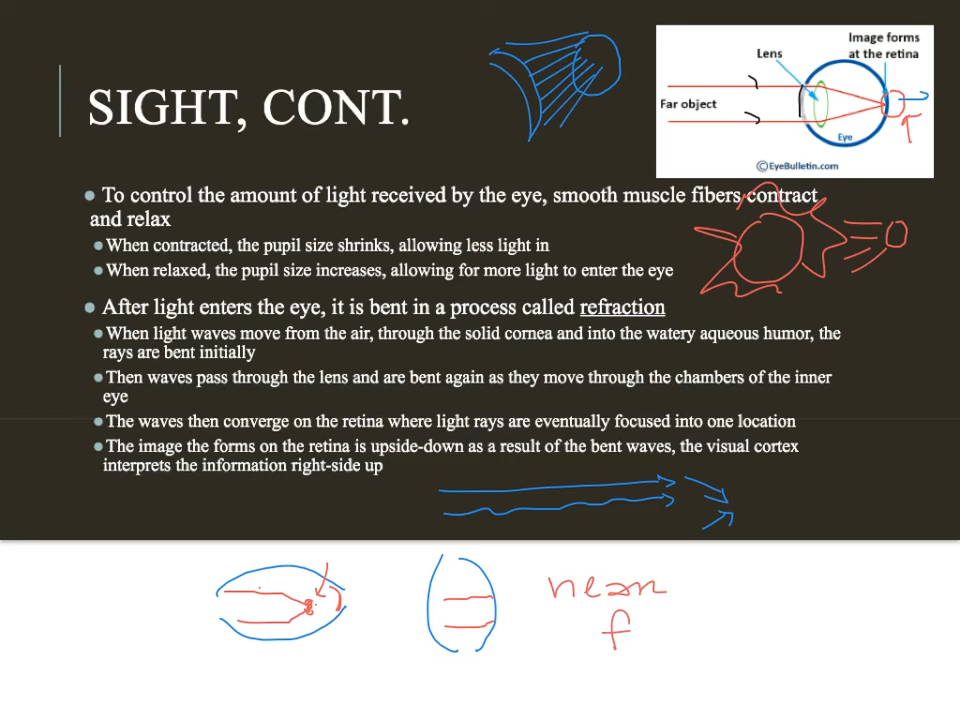 SIGHT, CONT.
Lens
Image forms
at the retina
Far object
Eye
©EyeBulletin.com
To control the amount of light received by the eye, smooth muscle fibers contract
and relax
When contracted, the pupil size shrinks, allowing less light in
When relaxed, the pupil size increases, allowing for more light to enter the eye
After light enters the eye, it is bent in a process called refraction
When light waves move from the air, through the solid cornea and into the watery aqueous humor, the
rays are bent initially
Then waves pass through the lens and are bent again as they move through the chambers of the inner
eye
The waves then converge on the retina where light rays are eventually focused into one location
The image the forms on the retina is upside-down as a result of the bent waves, the visual cortex
interprets the information right-side up
f